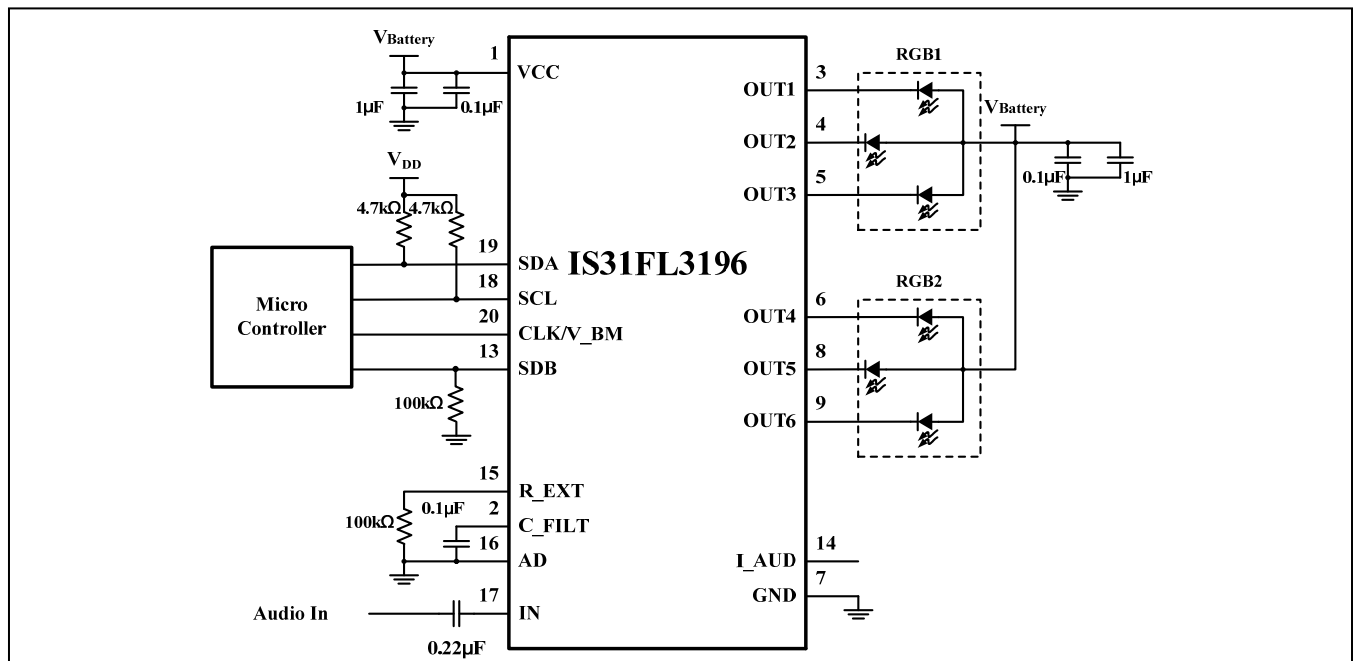 VBattery
1
VCC
1µF
0.1µF
VDD
4.7kΩ
4.7kΩ
19
SDA
18
SCL
20
CLK/V_BM
13
SDB
Micro
Controller
100kΩ
15
R_EXT
0.1µF
2
C_FILT
100kΩ
16
AD
17
IN
Audio In
0.22µF
IS31FL3196
RGB1
3
OUT1
4
OUT2
5
OUT3
VBattery
0.1µF
1µF
RGB2
6
OUT4
8
OUT5
9
OUT6
14
I_AUD
7
GND